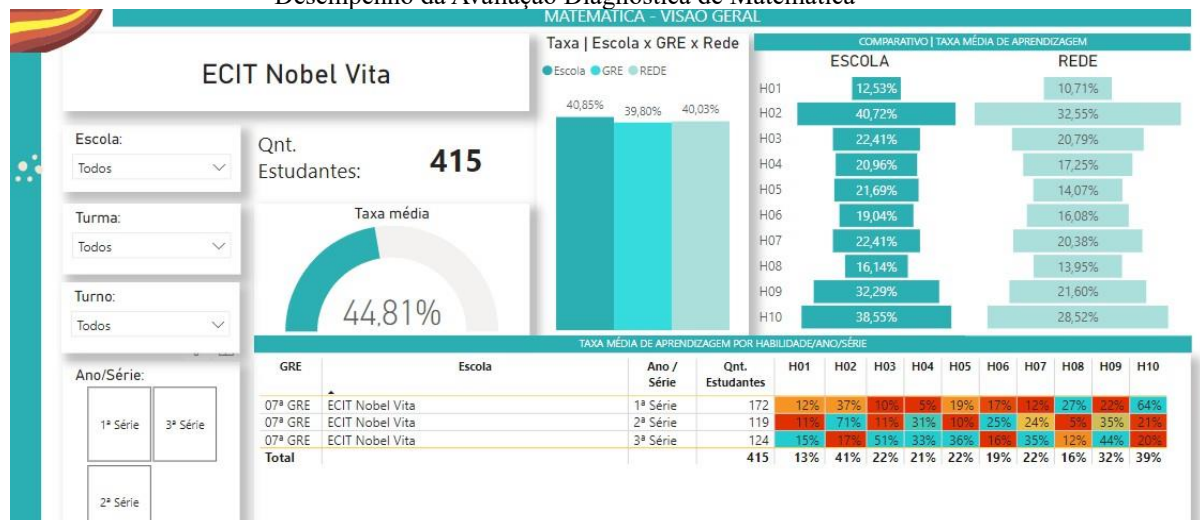 Desempenho da Avaliação Diagnóstica de Matemática
MATEMÁTICA - VISÃO GERAL
ECIT Nobel Vita
Escola:
Todos
Turma:
Todos
Turno:
Todos
Ano/Série:
1ª Série
3ª Série
2ª Série
Qnt.
Estudantes:
415
Taxa média
44,81%
Taxa | Escola x GRE x Rede
Escola GRE REDE
40,85% 39,80% 40,03%
COMPARATIVO | TAXA MÉDIA DE APRENDIZAGEM
ESCOLA REDE
H01 12,53% 10,71%
H02 40,72% 32,55%
H03 22,41% 20,79%
H04 20,96% 17,25%
H05 21,69% 14,07%
H06 19,04% 16,08%
H07 22,41% 20,38%
H08 16,14% 13,95%
H09 32,29% 21,60%
H10 38,55% 28,52%
TAXA MÉDIA DE APRENDIZAGEM POR HABILIDADE/ANO/SÉRIE
GRE Escola Ano / Qnt. H01 H02 H03 H04 H05 H06 H07 H08 H09 H10
Série Estudantes
07ª GRE ECIT Nobel Vita 1ª Série 172 12% 37% 10% 5% 19% 17% 12% 27% 22% 64%
07ª GRE ECIT Nobel Vita 2ª Série 119 11% 71% 11% 31% 10% 25% 24% 5% 35% 21%
07ª GRE ECIT Nobel Vita 3ª Série 124 15% 17% 51% 33% 36% 16% 35% 12% 44% 20%
Total 415 13% 41% 22% 21% 22% 19% 22% 16% 32% 39%